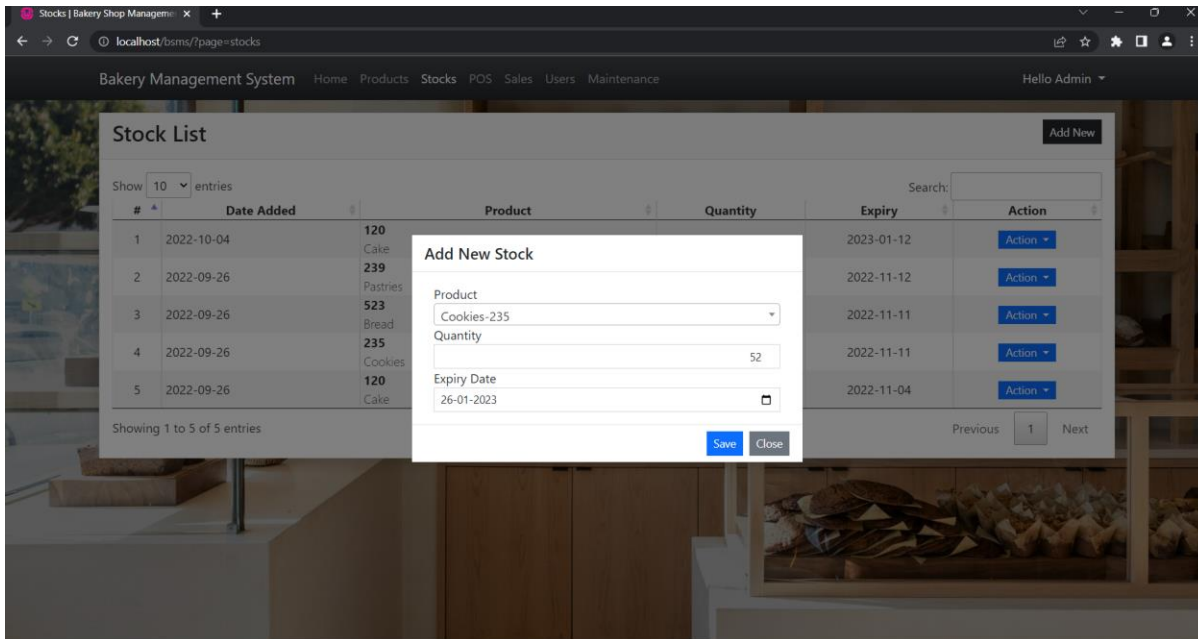 Stocks | Bakery Shop Manageme
localhost/bsms/?page=stocks
Bakery Management System Home Products Stocks POS Sales Users Maintenance Hello Admin
Stock List Add New
Show 10 entries Search:
# Date Added Product Quantity Expiry Action
1 2022-10-04 120 Cake 2023-01-12 Action
2 2022-09-26 239 Pastries 2022-11-12 Action
3 2022-09-26 523 Bread 2022-11-11 Action
4 2022-09-26 235 Cookies 2022-11-11 Action
5 2022-09-26 120 Cake 2022-11-04 Action
Showing 1 to 5 of 5 entries Previous 1 Next
Add New Stock
Product
Cookies-235
Quantity
52
Expiry Date
26-01-2023
Save Close